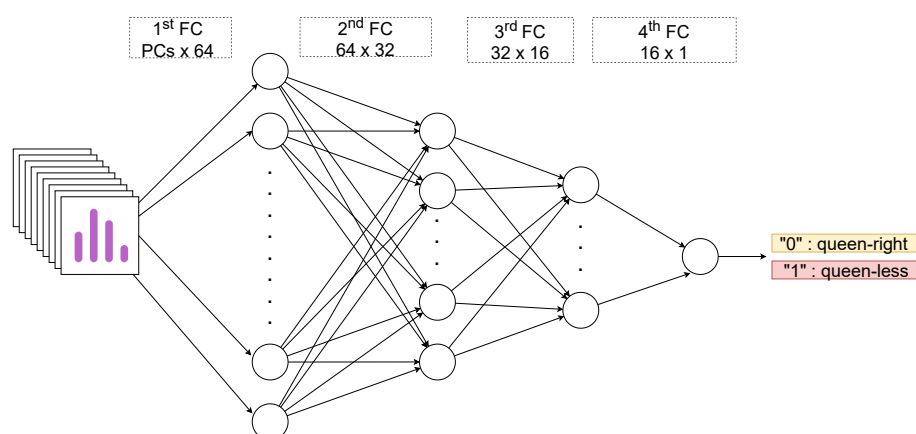 1st FC
PCs x 64
2nd FC
64 x 32
3rd FC
32 x 16
4th FC
16 x 1
"0" : queen-right
"1" : queen-less